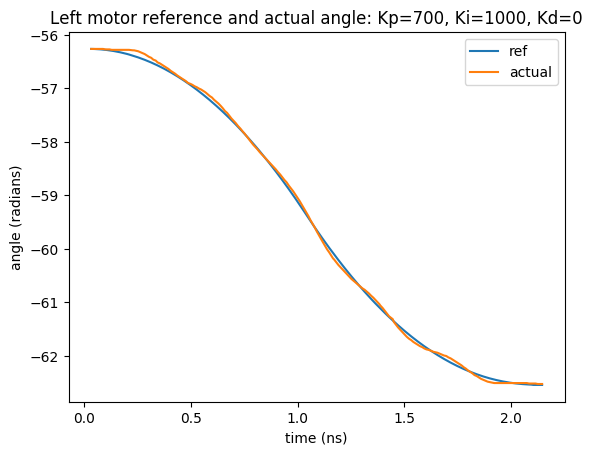 Left motor reference and actual angle: Kp=700, Ki=1000, Kd=0
ref
actual
−56
−57
−58
−59
−60
−61
−62
angle (radians)
0.0 0.5 1.0 1.5 2.0
time (ns)